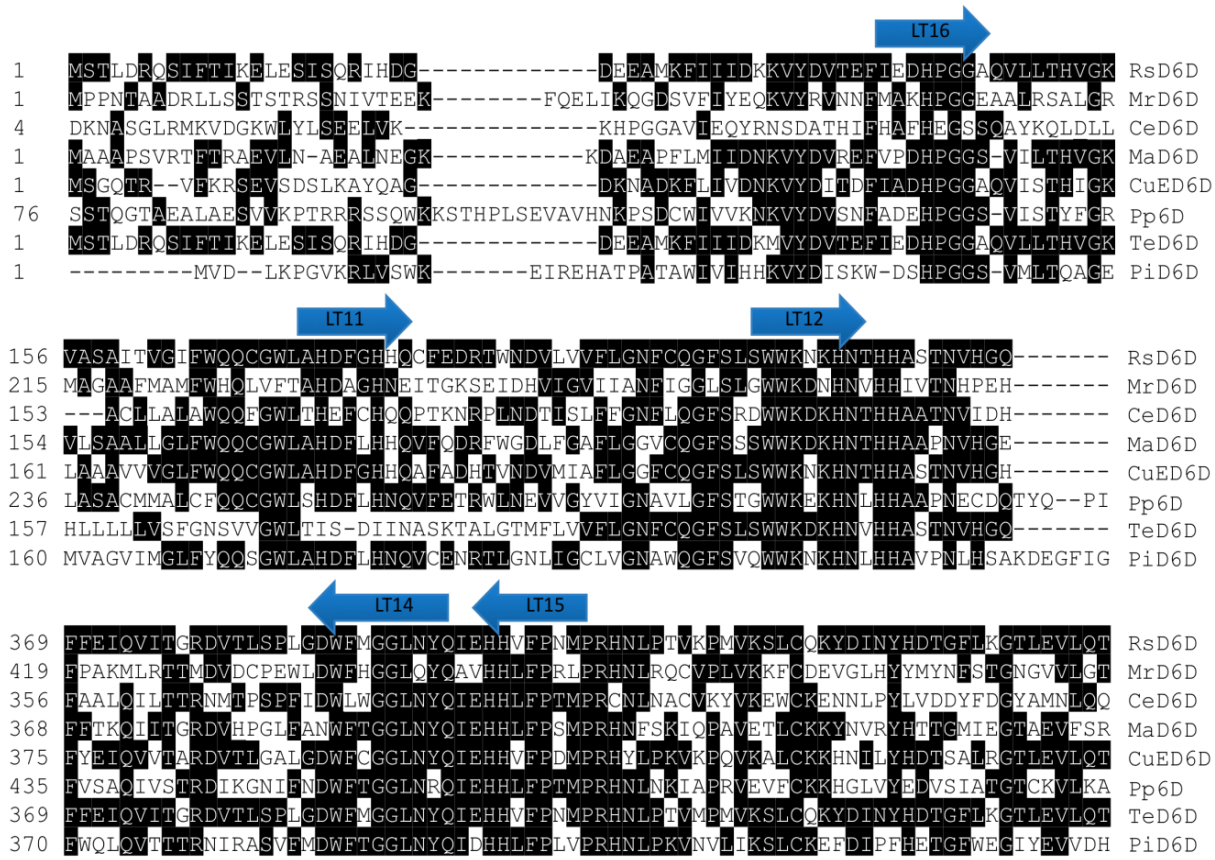 LT16
1 MSTLDRQSIFTIKELESISQRIHDG----------DEEAMKFIIIDKKVYDVTEFIEDHPGGAQVLLTHVGK RsD6D
1 MPPNTAADRLLSSTSTRSSNIVTEEK------FQELIKQGDSVFIYEQKVYRVNNFMAKHPGGEAALRSALGR MrD6D
4 DKNASGLRMKVDGKWLYLSEELVK-----------KHPGGAVIEQYRNSDATHIFHAFHEGSSQAYKQLDLL CeD6D
1 MAAAPSVRTFTRAEVLN-AEALNEGK---------KDAEAPFLMIIDNKVYDVREFVPDHPGGS-VILTHVGK MaD6D
1 MSGQTR--VFKRSEVSDSLKAYQAG----------DKNADKFLIVDNKVYDITDFIADHPGGAQVISTHIGK CuED6D
76 SSTQGTAEALAESVVKPTRRRSSQWKKSTHPLSEVAVHNKPSDCWIVVKNKVYDVSNFADEHPGGS-VISTYFGR Pp6D
1 MSTLDRQSIFTIKELESISQRIHDG----------DEEAMKFIIIDKMVYDVTEFIEDHPGGAQVLLTHVGK TeD6D
1 -------MVD--LKPGVKRLVSWK-------EIREHATPATAWIVIHHKVYDISKW-DSHPGGS-VMLTQAGE PiD6D
LT11 LT12
156 VASAITVGIFWQQCGWLAHDFGHHQCFEDRTWNDVLVVFLGNFCQGFSLSWWKNKHNTHHASTNVHGQ------ RsD6D
215 MAGAAFMAMFWHQLVFTAHDAGHNEITGKSEIDHVIGVIIANFIGGLSLGWWKDNHNVHHIVTNHPEH------ MrD6D
153 ---ACLLALAWQQFGWLTHEFCHQQPTKNRPLNDTISLFFGNFLQGFSRDWWKDKHNTHHAATNVIDH------ CeD6D
154 VLSAALLGLFWQQCGWLAHDFLHHQVFQDRFWGDLFGAFLGGVCQGFSSSWWKDKHNTHHAAPNVHGE------ MaD6D
161 LAAAVVVGLFWQQCGWLAHDFGHHQAFADHTVNDVMIAFLGGFCQGFSLSWWKNKHNTHHASTNVHGH------ CuED6D
236 LASACMMALCFQQCGWLSHDFLHNQVFETRWLNEVVGYVIGNAVLGFSTGWWKEKHNLHHAAPNECDQTYQ--PI Pp6D
157 HLLLLLVSFGNSVVGWLTIS-DIINASKTALGTMFLVVFLGNFCQGFSLSWWKDKHNVHHASTNVHGQ------ TeD6D
160 MVAGVIMGLFYQQSGWLAHDFLHNQVCENRTLGNLIGCLVGNAWQGFSVQWWKNKHNLHHAVPNLHSAKDEGFIG PiD6D
LT14 LT15
369 FFEIQVITGRDVTLSPLGDWFMGGLNYQIEHHVFPNMPRHNLPTVKPMVKSLCQKYDINYHDTGFLKGTLEVLQT RsD6D
419 FPAKMLRTTMDVDCPEWLDWFHGGLQYQAVHHLFPRLPRHNLRQCVPLVKKFCDEVGLHYYMYNFSTGNGVVLGT MrD6D
356 FAALQILTTRNMTPSPFIDWLWGGLNYQIEHHLFPTMPRCNLNACVKYVKEWCKENNLPYLVDDYFDGYAMNLQQ CeD6D
368 FFTKQIITGRDVHPGLFANWFTGGLNYQIEHHLFPSMPRHNFSKIQPAVETLCKKYNVRYHTTGMIEGTAEVFSR MaD6D
375 FYEIQVVTARDVTLGALGDWFCGGLNYQIEHHLFPDMPRHYLPKVKPQVKALCKKHNILYHDTSALRGTLEVLQT CuED6D
435 FVSAQIVSTRDIKGNIFNDWFTGGLNRQIEHHLFPTMPRHNLNKIAPRVEVFCKKHGLVYEDVSIATGTCKVLKA Pp6D
369 FFEIQVITGRDVTLSPLGDWFMGGLNYQIEHHVFPNMPRHNLPTVMPMVKSLCQKYDINYHDTGFLKGTLEVLQT TeD6D
370 FWQLQVTTTRNIRASVFMDWFTGGLNYQIDHHLFPLVPRHNLPKVNVLIKSLCKEFDIPFHETGFWEGIYEVVDH PiD6D